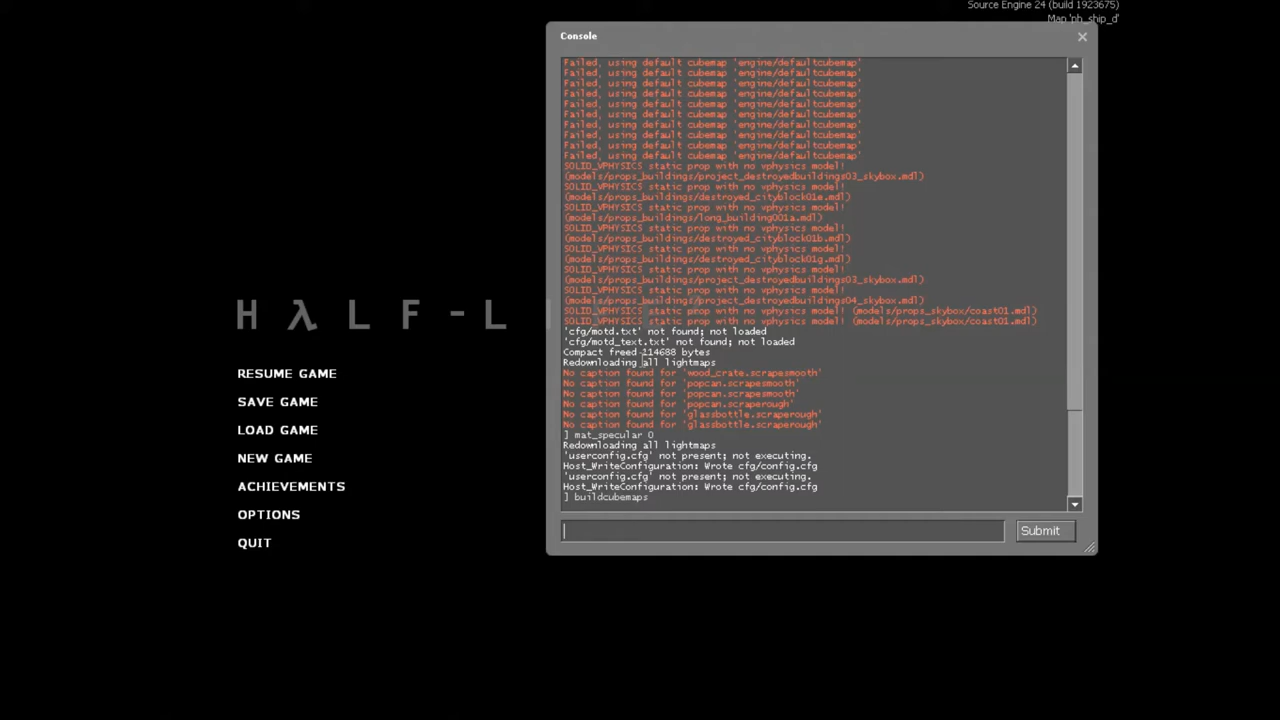 Source Engine 24 (build 1923675)
Map 'pb_ship_d'
Console
Failed, using default cubemap 'engine/defaultcubemap'
Failed, using default cubemap 'engine/defaultcubemap'
Failed, using default cubemap 'engine/defaultcubemap'
Failed, using default cubemap 'engine/defaultcubemap'
Failed, using default cubemap 'engine/defaultcubemap'
Failed, using default cubemap 'engine/defaultcubemap'
Failed, using default cubemap 'engine/defaultcubemap'
Failed, using default cubemap 'engine/defaultcubemap'
Failed, using default cubemap 'engine/defaultcubemap'
Failed, using default cubemap 'engine/defaultcubemap'
SOLID_VPHYSICS static prop with no vphysics model!
(models/props_buildings/project_destroyedbuildings03_skybox.mdl)
SOLID_VPHYSICS static prop with no vphysics model!
(models/props_buildings/destroyed_cityblock01e.mdl)
SOLID_VPHYSICS static prop with no vphysics model!
(models/props_buildings/long_building001a.mdl)
SOLID_VPHYSICS static prop with no vphysics model!
(models/props_buildings/destroyed_cityblock01b.mdl)
SOLID_VPHYSICS static prop with no vphysics model!
(models/props_buildings/destroyed_cityblock01g.mdl)
SOLID_VPHYSICS static prop with no vphysics model!
(models/props_buildings/project_destroyedbuildings03_skybox.mdl)
SOLID_VPHYSICS static prop with no vphysics model!
(models/props_buildings/project_destroyedbuildings04_skybox.mdl)
SOLID_VPHYSICS static prop with no vphysics model! (models/props_skybox/coast01.mdl)
SOLID_VPHYSICS static prop with no vphysics model! (models/props_skybox/coast01.mdl)
'cfg/motd.txt' not found; not loaded
'cfg/motd_text.txt' not found; not loaded
Compact freed 114688 bytes
Redownloading all lightmaps
No caption found for 'wood_crate.scrapesmooth'
No caption found for 'popcan.scrapesmooth'
No caption found for 'popcan.scrapesmooth'
No caption found for 'popcan.scraperough'
No caption found for 'glassbottle.scraperough'
No caption found for 'glassbottle.scraperough'
] mat_specular 0
Redownloading all lightmaps
'userconfig.cfg' not present; not executing.
Host_WriteConfiguration: Wrote cfg/config.cfg
'userconfig.cfg' not present; not executing.
Host_WriteConfiguration: Wrote cfg/config.cfg
] buildcubemaps
Submit
HλLF-L
RESUME GAME
SAVE GAME
LOAD GAME
NEW GAME
ACHIEVEMENTS
OPTIONS
QUIT